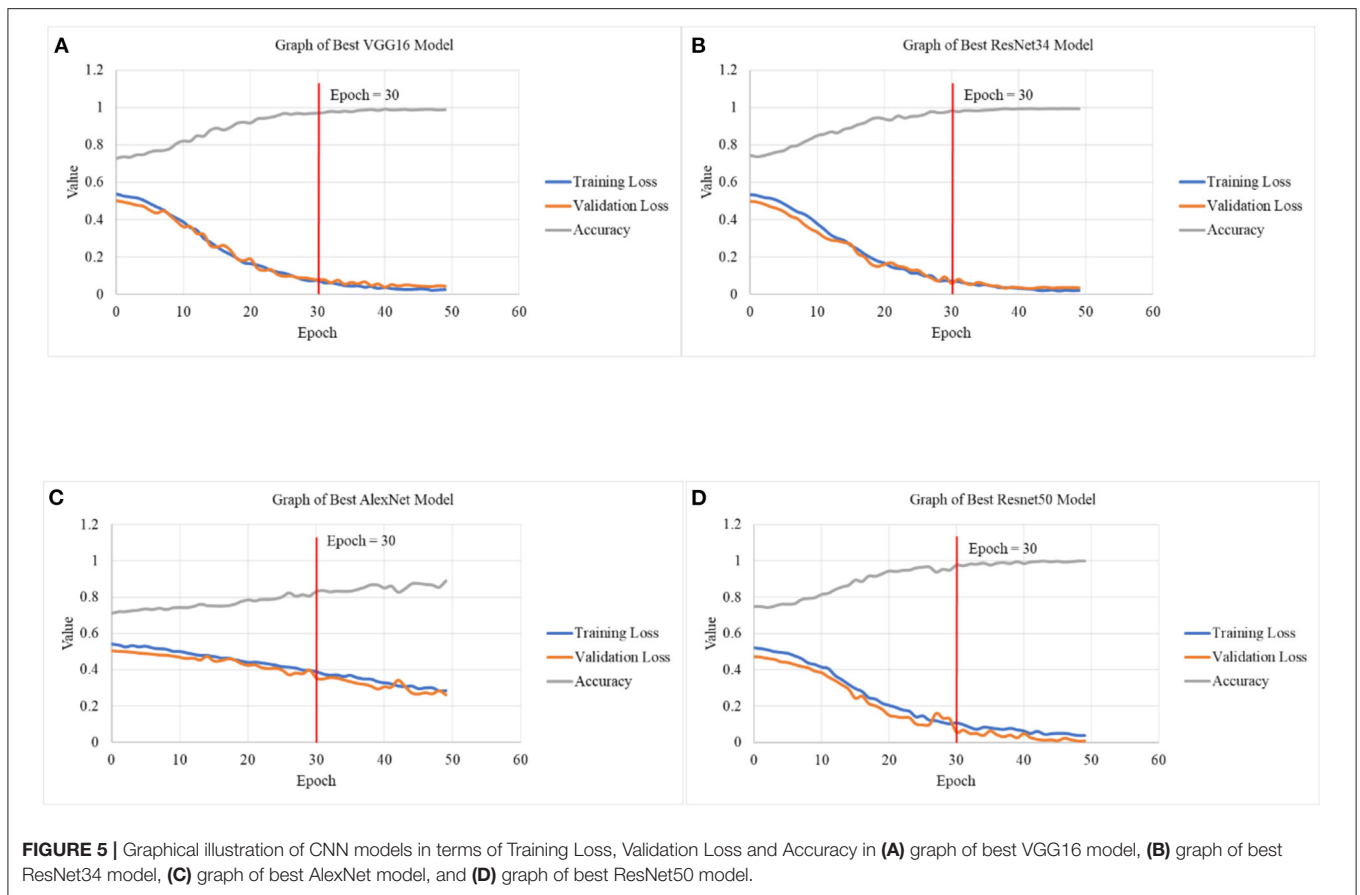 A
Graph of Best VGG16 Model
1.2
1
0.8
0.6
0.4
0.2
0
Value
Epoch = 30
0 10 20 30 40 50 60
Epoch
Training Loss
Validation Loss
Accuracy
B
Graph of Best ResNet34 Model
1.2
1
0.8
0.6
0.4
0.2
0
Value
Epoch = 30
0 10 20 30 40 50 60
Epoch
Training Loss
Validation Loss
Accuracy
C
Graph of Best AlexNet Model
1.2
1
0.8
0.6
0.4
0.2
0
Value
Epoch = 30
0 10 20 30 40 50 60
Epoch
Training Loss
Validation Loss
Accuracy
D
Graph of Best Resnet50 Model
1.2
1
0.8
0.6
0.4
0.2
0
Value
Epoch = 30
0 10 20 30 40 50 60
Epoch
Training Loss
Validation Loss
Accuracy
FIGURE 5 | Graphical illustration of CNN models in terms of Training Loss, Validation Loss and Accuracy in (A) graph of best VGG16 model, (B) graph of best
ResNet34 model, (C) graph of best AlexNet model, and (D) graph of best ResNet50 model.